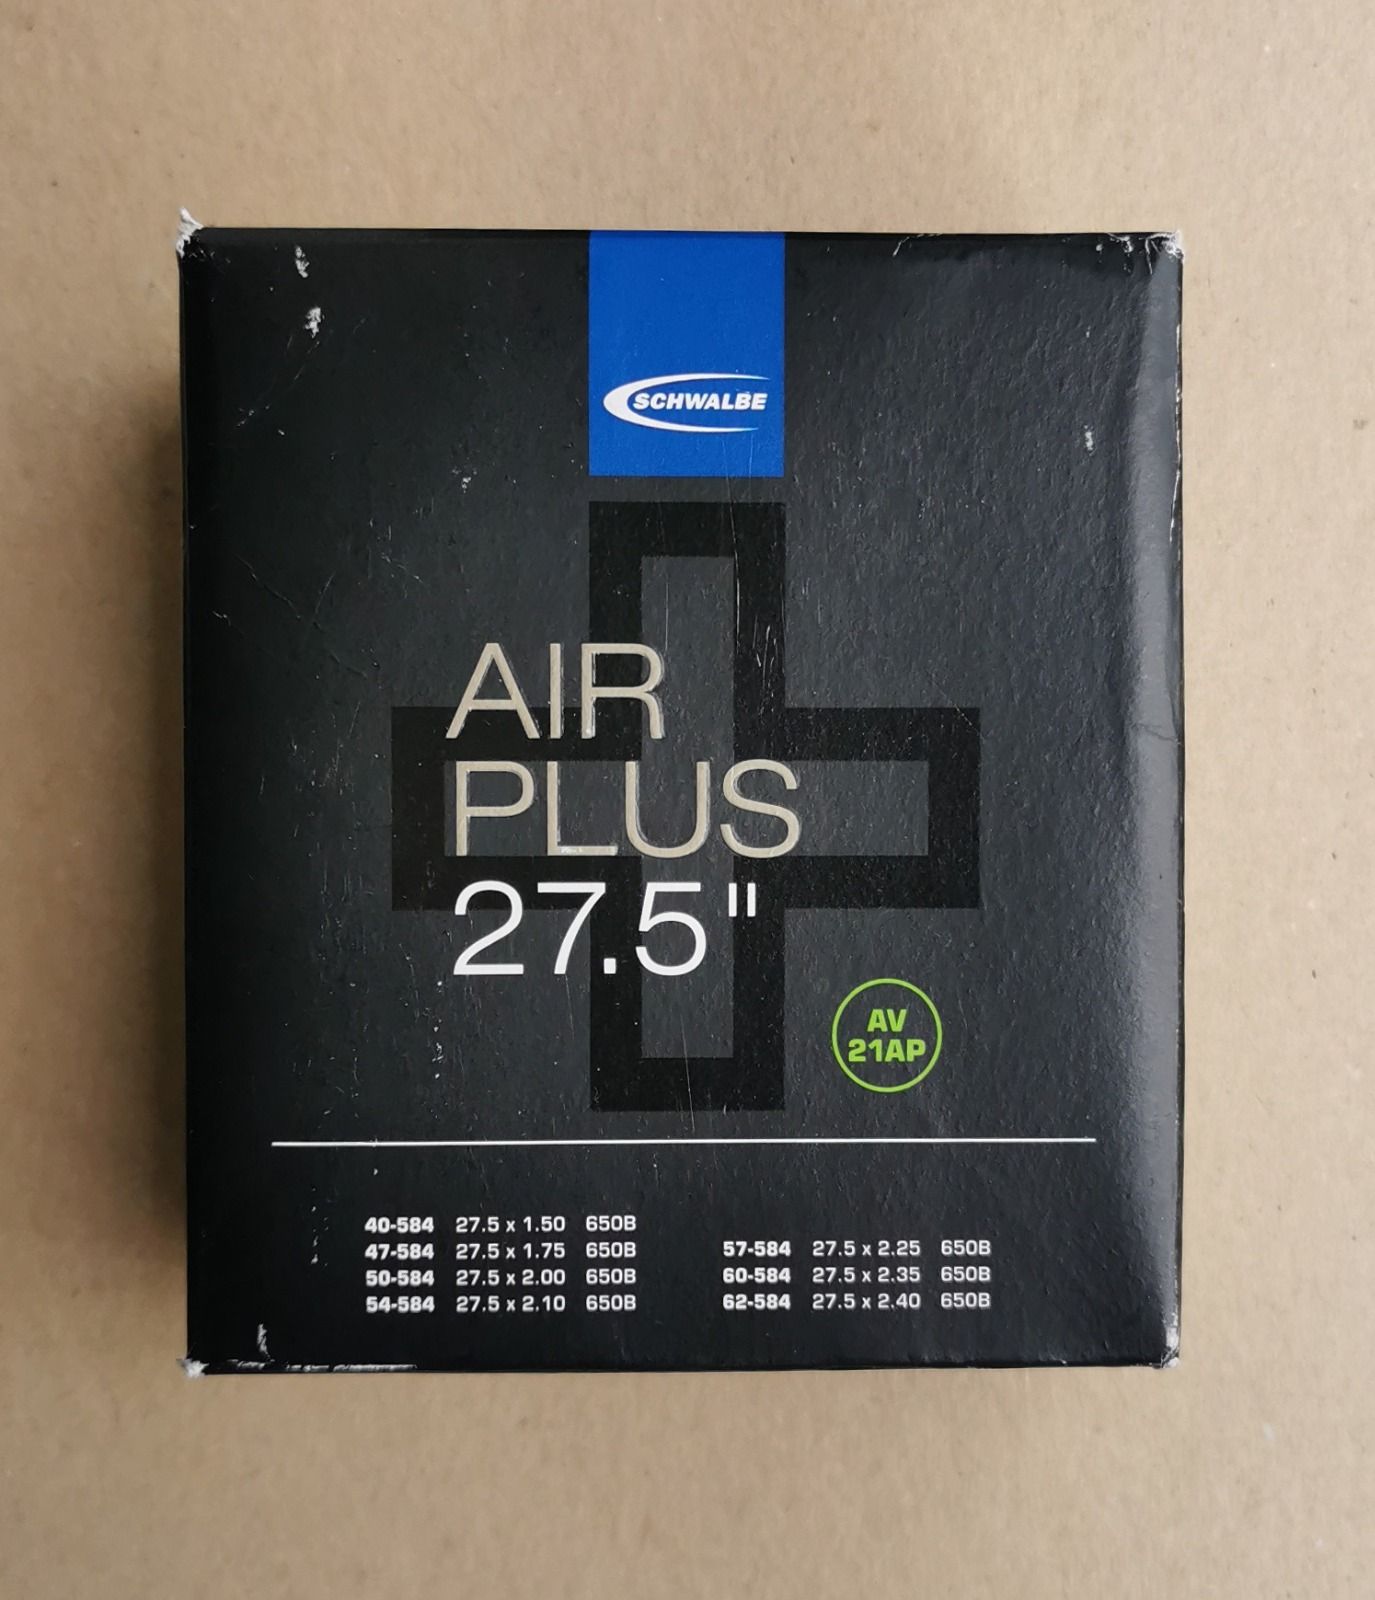 SCHWALBE
AIR
PLUS
27.5"
AV
21AP
40-584 27.5 x 1.50 650B
47-584 27.5 x 1.75 650B
50-584 27.5 x 2.00 650B
54-584 27.5 x 2.10 650B
57-584 27.5 x 2.25 650B
60-584 27.5 x 2.35 650B
62-584 27.5 x 2.40 650B